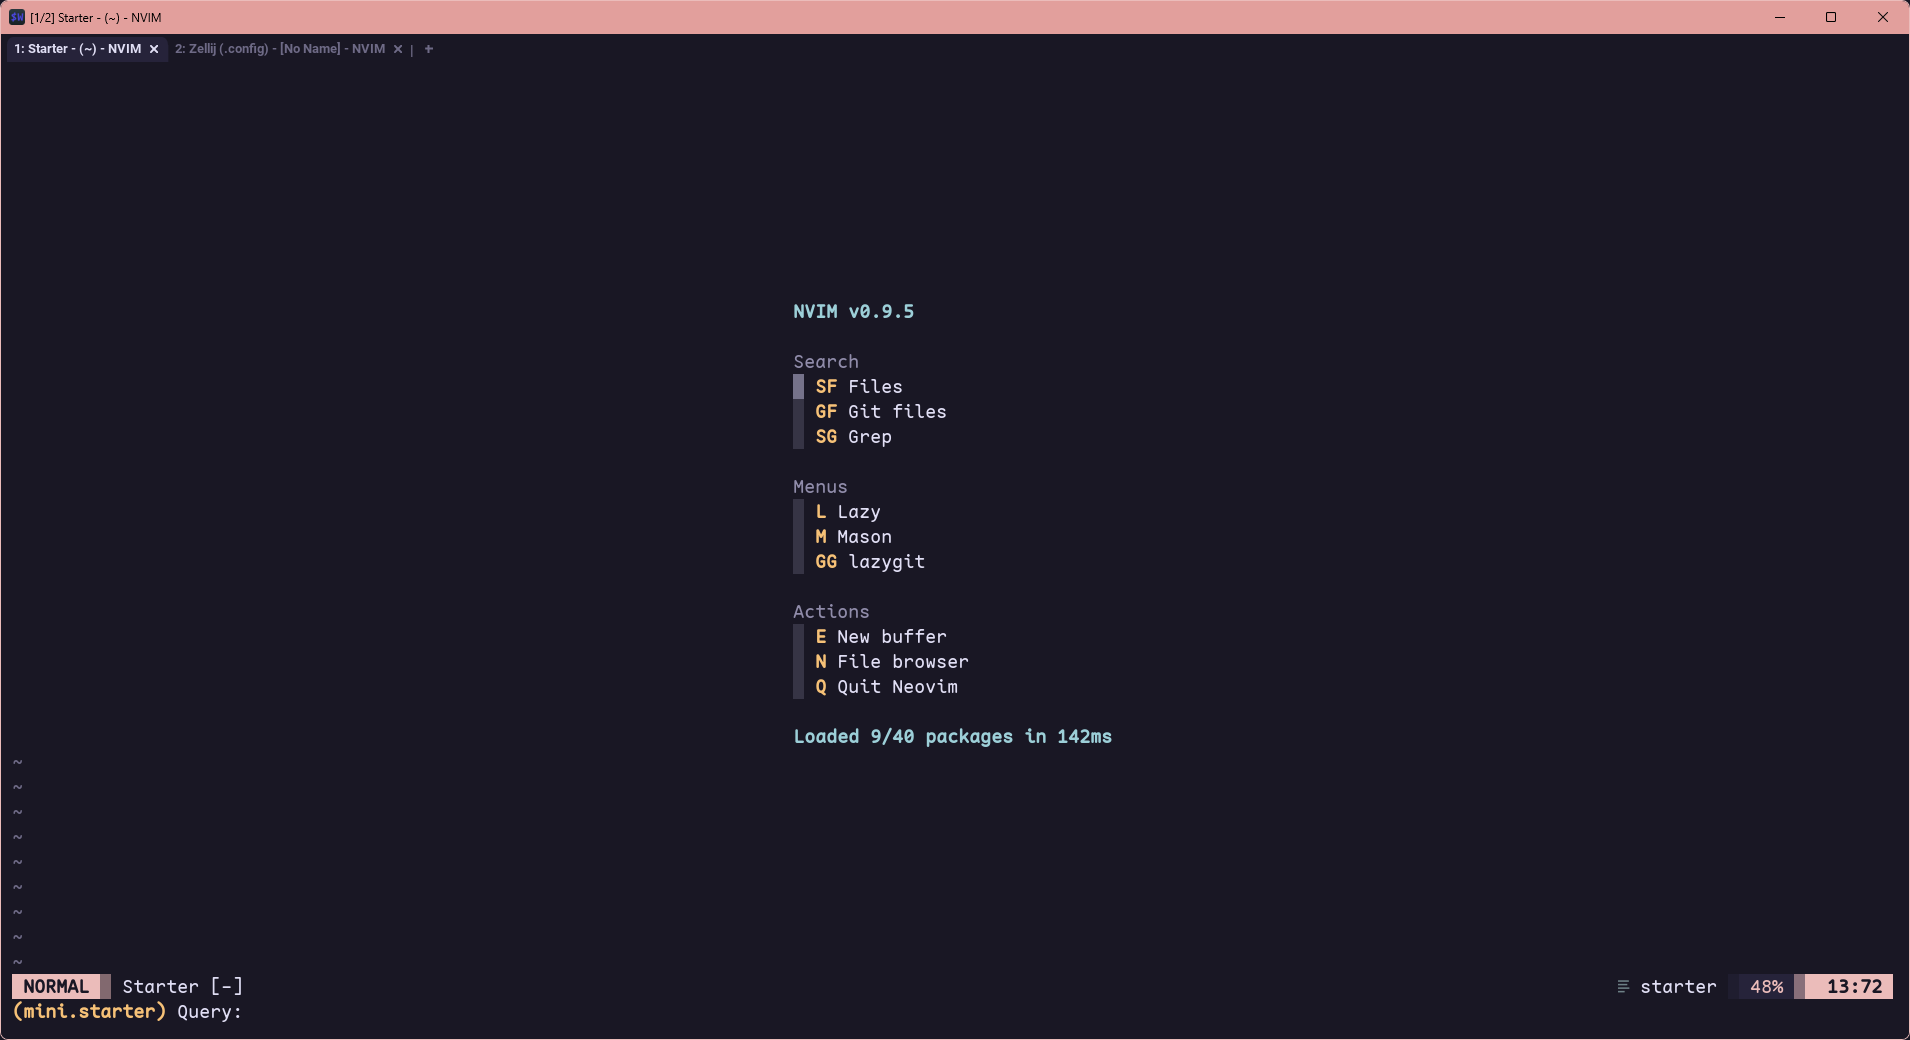 [1/2] Starter - (~) - NVIM
1: Starter - (~) - NVIM ✕ 2: Zellij (.config) - [No Name] - NVIM ✕ | +
NVIM v0.9.5
Search
SF Files
GF Git files
SG Grep
Menus
L Lazy
M Mason
GG lazygit
Actions
E New buffer
N File browser
Q Quit Neovim
Loaded 9/40 packages in 142ms
~
~
~
~
~
~
~
~
~
NORMAL Starter [-] starter 48% 13:72
(mini.starter) Query: